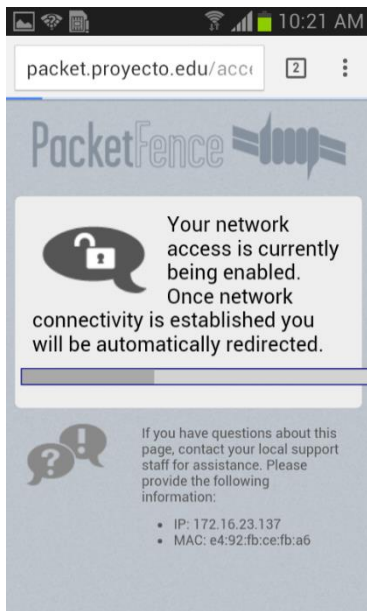 10:21 AM
packet.proyecto.edu/acce
2
PacketFence
Your network
access is currently
being enabled.
Once network
connectivity is established you
will be automatically redirected.
If you have questions about this
page, contact your local support
staff for assistance. Please
provide the following
information:
• IP: 172.16.23.137
• MAC: e4:92:fb:ce:fb:a6